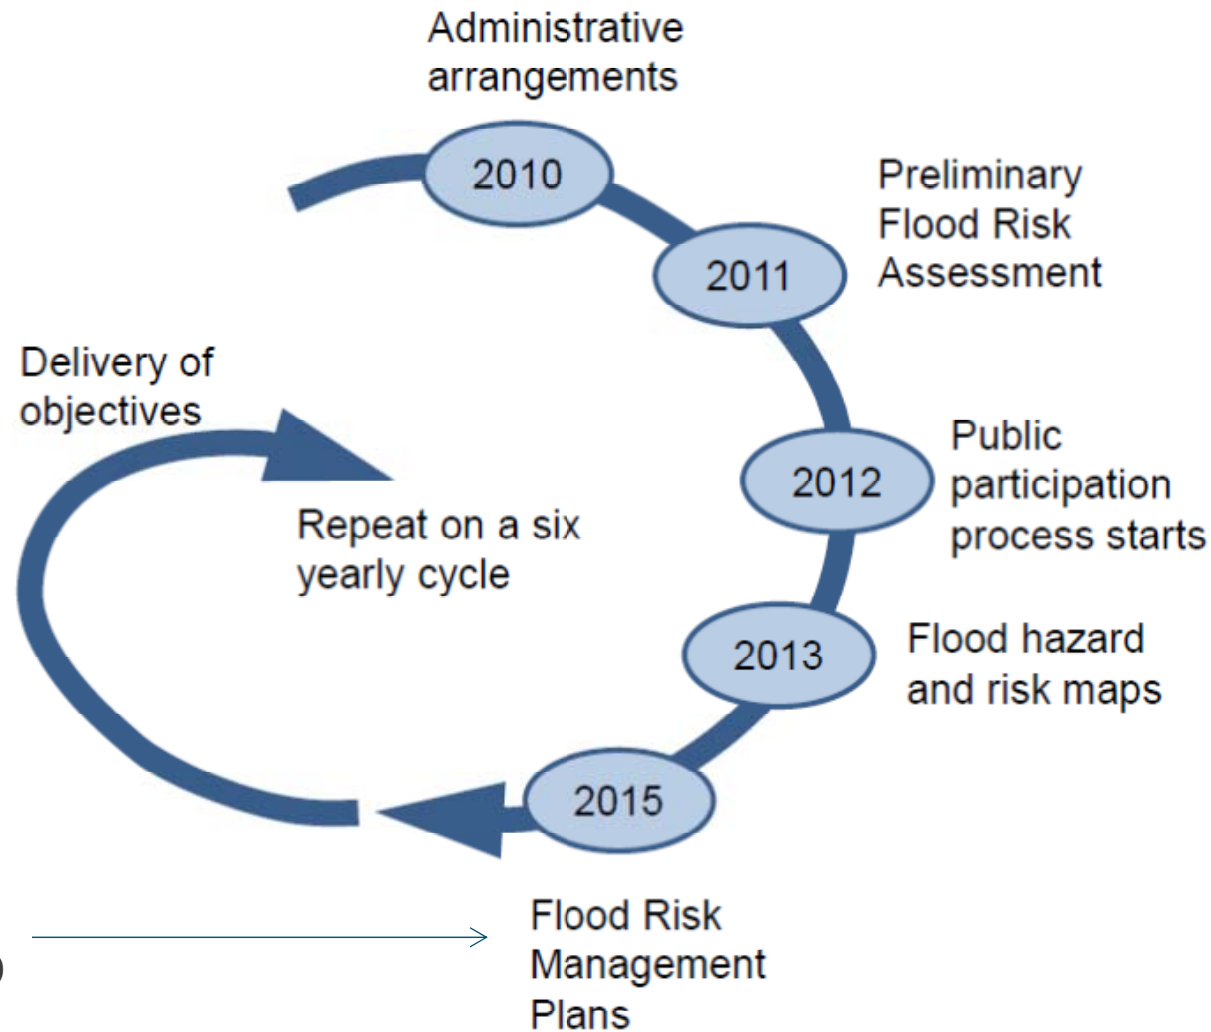 Administrative
arrangements
2010
Preliminary
Flood Risk
Assessment
2011
Delivery of
objectives
Public
participation
process starts
2012
Repeat on a six
yearly cycle
Flood hazard
and risk maps
2013
2015
Flood Risk
Management
Plans
)